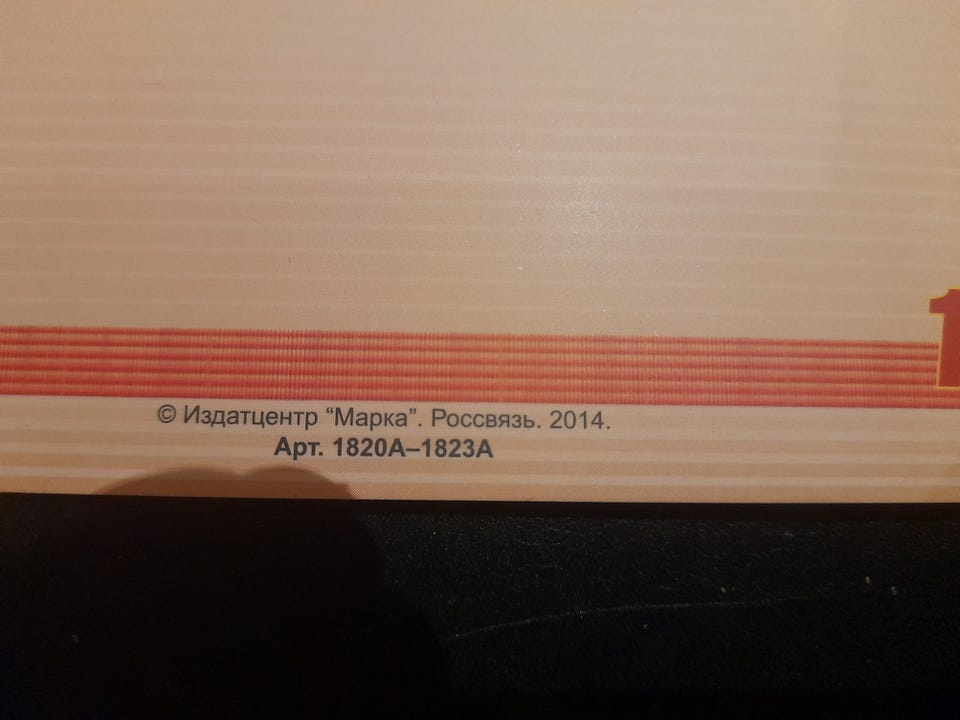 © Издатцентр “Марка”. Россвязь. 2014.
Арт. 1820А–1823А